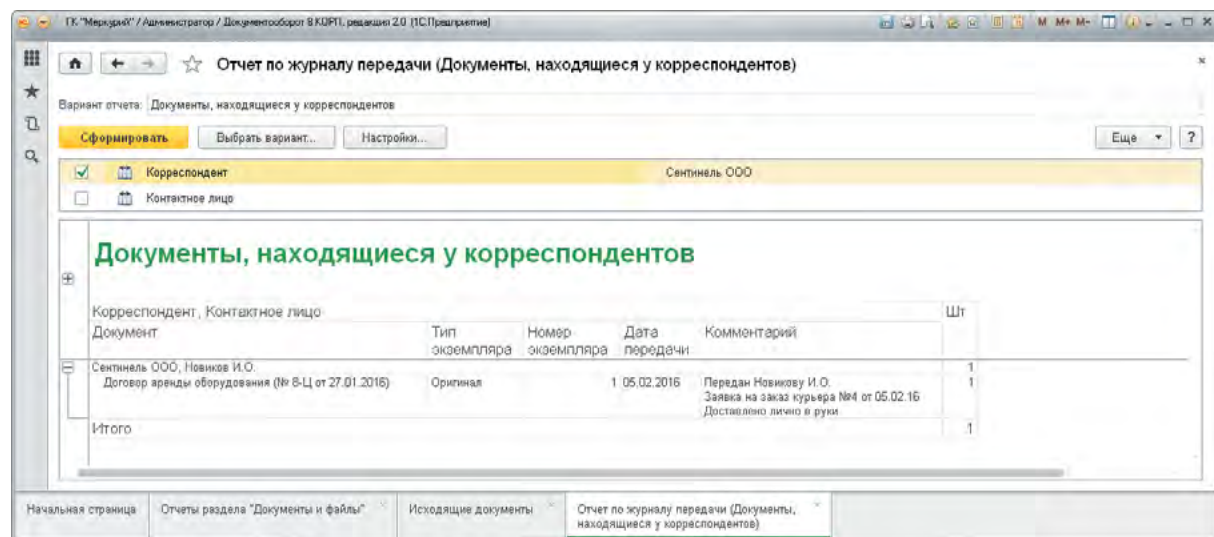 ТК "Меркурий" / Администратор / Документооборот 8 КОРП, редакция 2.0 (1С:Предприятие)
M M+ M-
Отчет по журналу передачи (Документы, находящиеся у корреспондентов)
Вариант отчета: Документы, находящиеся у корреспондентов
Сформировать Выбрать вариант... Настройки... Еще ?
Корреспондент Сентинель ООО
Контактное лицо
Документы, находящиеся у корреспондентов
Корреспондент, Контактное лицо Шт
Документ Тип экземпляра Номер экземпляра Дата передачи Комментарий
Сентинель ООО, Новиков И.О. 1
Договор аренды оборудования (№ 8-Ц от 27.01.2016) Оригинал 1 05.02.2016 Передан Новикову И.О. 1
Заявка на заказ курьера №4 от 05.02.16
Доставлено лично в руки
Итого 1
Начальная страница Отчеты раздела "Документы и файлы" Исходящие документы Отчет по журналу передачи (Документы,
находящиеся у корреспондентов)